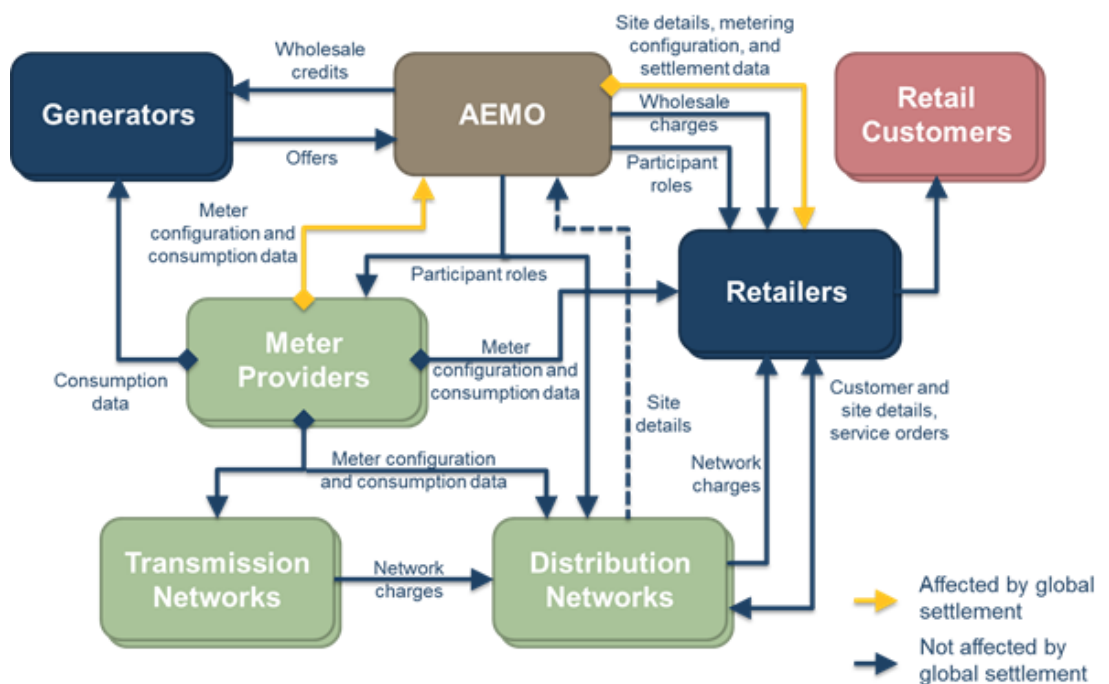 Wholesale
credits
Site details, metering
configuration, and
settlement data
Generators
AEMO
Retail
Customers
Wholesale
charges
Offers
Participant
roles
Meter
configuration and
consumption data
Participant roles
Retailers
Meter
Providers
Meter
configuration and
consumption data
Consumption
data
Site
details
Customer and
site details,
service orders
Meter configuration
and consumption data
Network
charges
Transmission
Networks
Network
charges
Distribution
Networks
Affected by global
settlement
Not affected by
global settlement